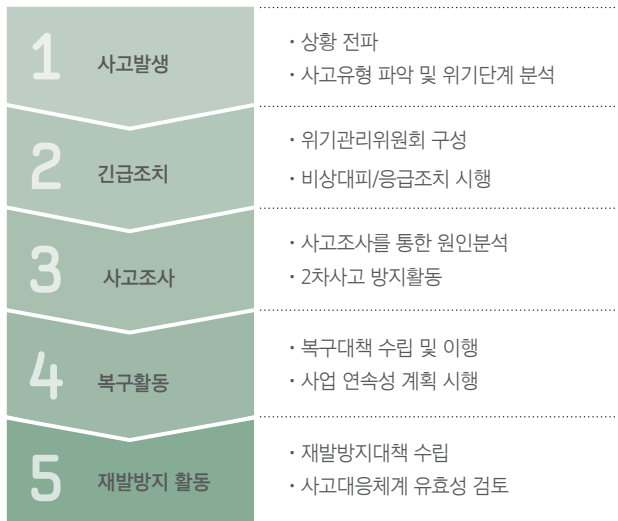 1 사고발생
· 상황 전파
· 사고유형 파악 및 위기단계 분석
2 긴급조치
· 위기관리위원회 구성
· 비상대피/응급조치 시행
3 사고조사
· 사고조사를 통한 원인분석
· 2차사고 방지활동
4 복구활동
· 복구대책 수립 및 이행
· 사업 연속성 계획 시행
5 재발방지 활동
· 재발방지대책 수립
· 사고대응체계 유효성 검토